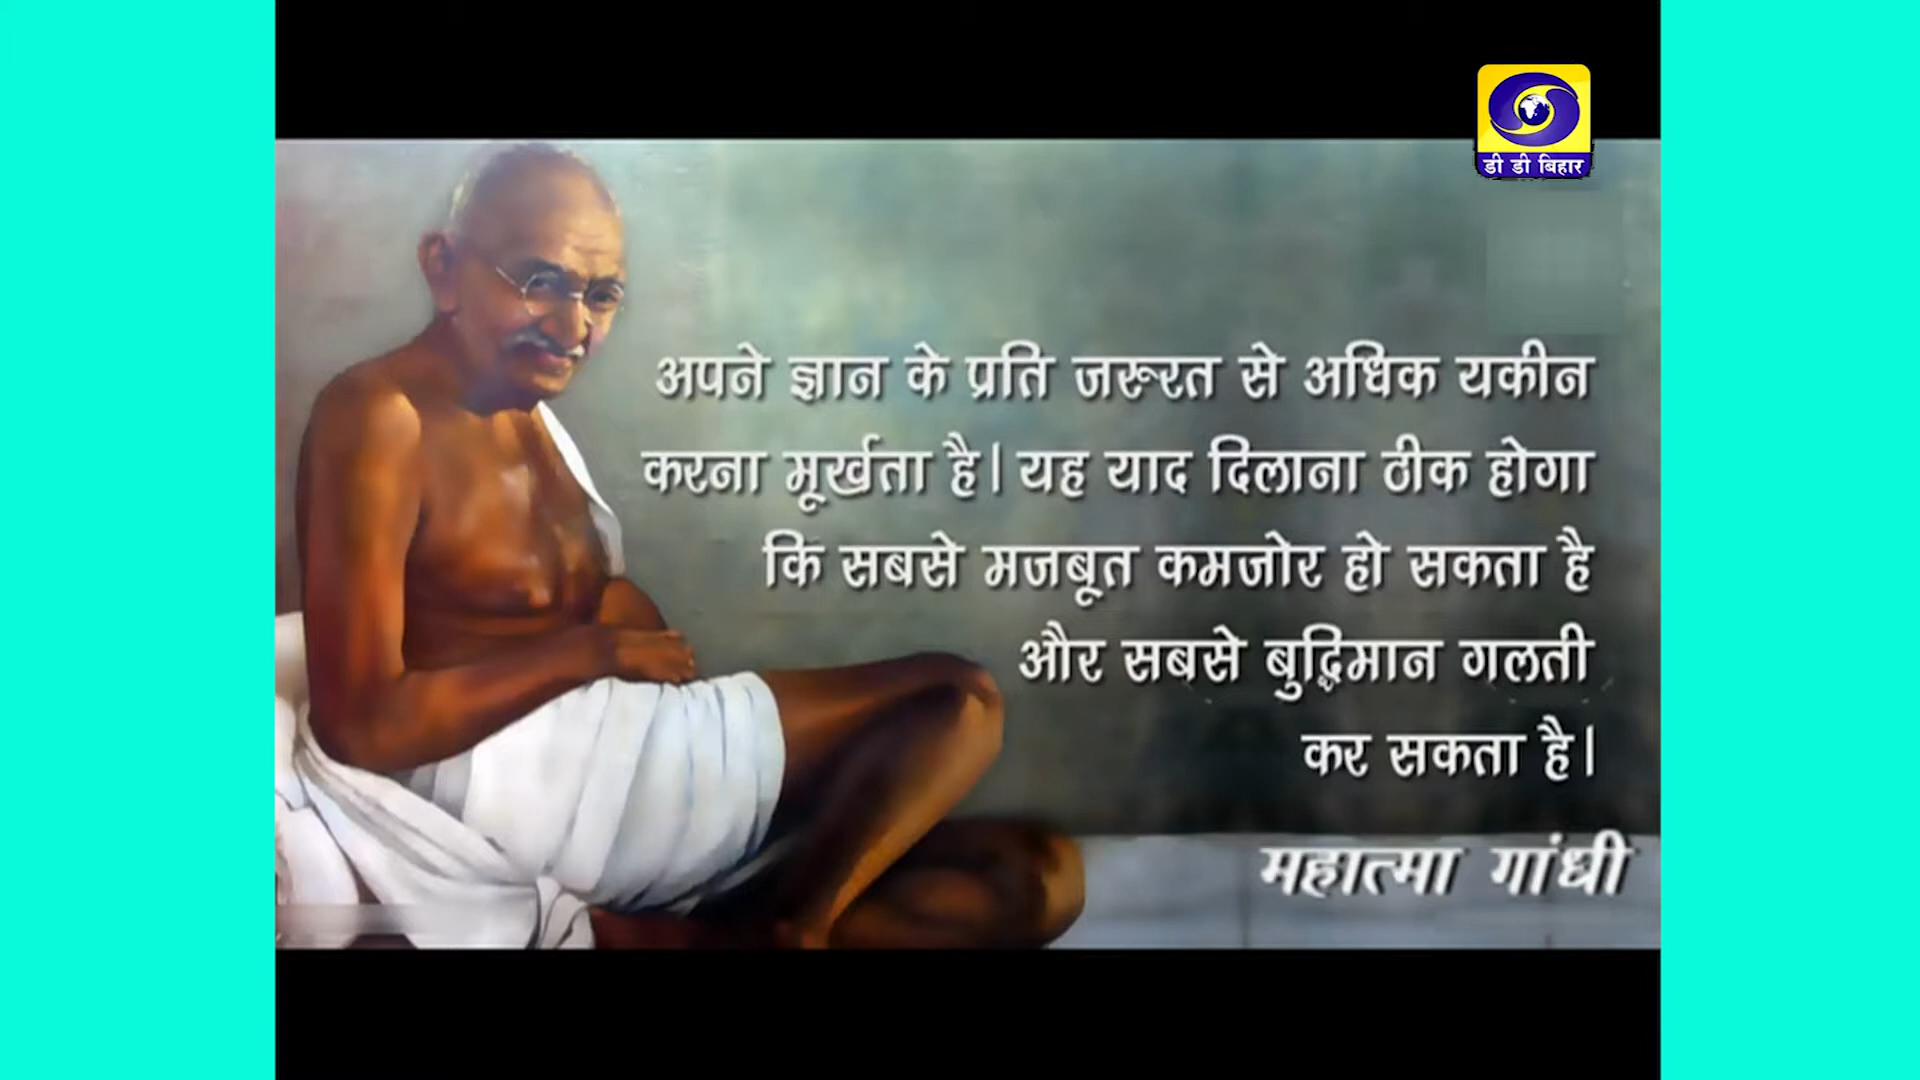 डी डी बिहार
अपने ज्ञान के प्रति जरूरत से अधिक यकीन
करना मूर्खता है। यह याद दिलाना ठीक होगा
कि सबसे मजबूत कमजोर हो सकता है
और सबसे बुद्धिमान गलती
कर सकता है।
महात्मा गांधी